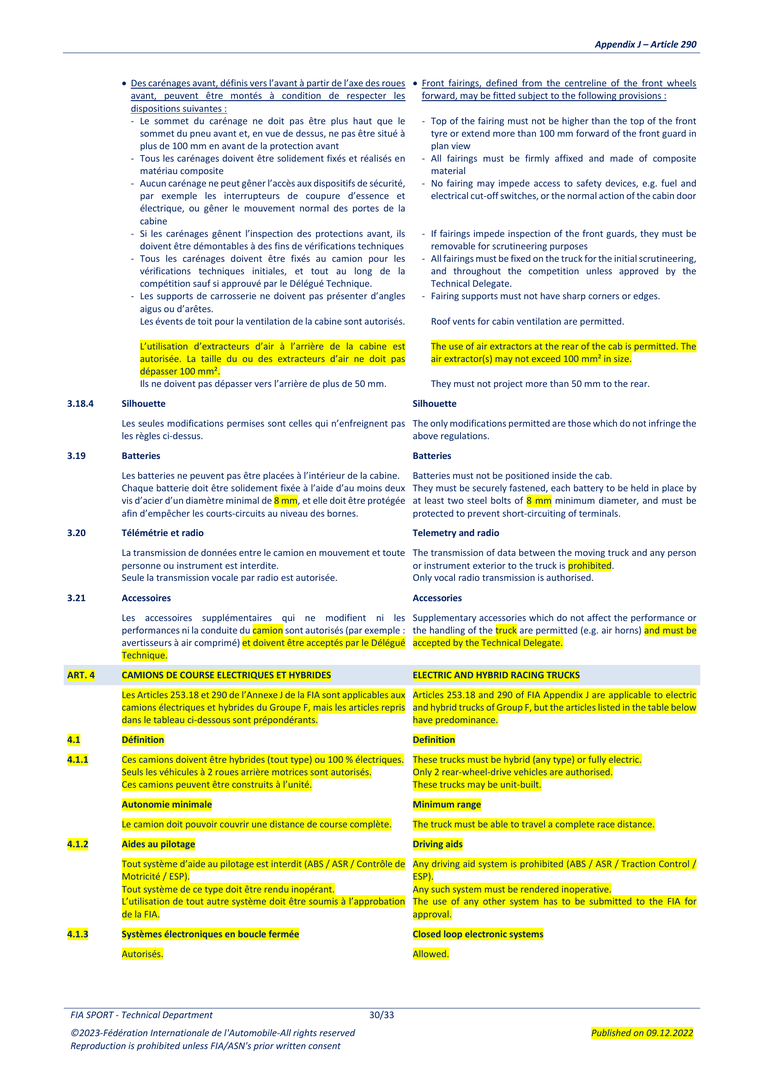 Appendix J – Article 290
• Des carénages avant, définis vers l'avant à partir de l'axe des roues
avant, peuvent être montés à condition de respecter les
dispositions suivantes :
- Le sommet du carénage ne doit pas être plus haut que le
sommet du pneu avant et, en vue de dessus, ne pas être situé à
plus de 100 mm en avant de la protection avant
- Tous les carénages doivent être solidement fixés et réalisés en
matériau composite
- Aucun carénage ne peut gêner l'accès aux dispositifs de sécurité,
par exemple les interrupteurs de coupure d'essence et
électrique, ou gêner le mouvement normal des portes de la
cabine
- Si les carénages gênent l'inspection des protections avant, ils
doivent être démontables à des fins de vérifications techniques
- Tous les carénages doivent être fixés au camion pour les
vérifications techniques initiales, et tout au long de la
compétition sauf si approuvé par le Délégué Technique.
- Les supports de carrosserie ne doivent pas présenter d'angles
aigus ou d'arêtes.
Les évents de toit pour la ventilation de la cabine sont autorisés.
L'utilisation d'extracteurs d'air à l'arrière de la cabine est
autorisée. La taille du ou des extracteurs d'air ne doit pas
dépasser 100 mm².
Ils ne doivent pas dépasser vers l'arrière de plus de 50 mm.
• Front fairings, defined from the centreline of the front wheels
forward, may be fitted subject to the following provisions :
- Top of the fairing must not be higher than the top of the front
tyre or extend more than 100 mm forward of the front guard in
plan view
- All fairings must be firmly affixed and made of composite
material
- No fairing may impede access to safety devices, e.g. fuel and
electrical cut-off switches, or the normal action of the cabin door
- If fairings impede inspection of the front guards, they must be
removable for scrutineering purposes
- All fairings must be fixed on the truck for the initial scrutineering,
and throughout the competition unless approved by the
Technical Delegate.
- Fairing supports must not have sharp corners or edges.
Roof vents for cabin ventilation are permitted.
The use of air extractors at the rear of the cab is permitted. The
air extractor(s) may not exceed 100 mm² in size.
They must not project more than 50 mm to the rear.
3.18.4 Silhouette Silhouette
Les seules modifications permises sont celles qui n'enfreignent pas
les règles ci-dessus.
The only modifications permitted are those which do not infringe the
above regulations.
3.19 Batteries Batteries
Les batteries ne peuvent pas être placées à l'intérieur de la cabine.
Chaque batterie doit être solidement fixée à l'aide d'au moins deux
vis d'acier d'un diamètre minimal de 8 mm, et elle doit être protégée
afin d'empêcher les courts-circuits au niveau des bornes.
Batteries must not be positioned inside the cab.
They must be securely fastened, each battery to be held in place by
at least two steel bolts of 8 mm minimum diameter, and must be
protected to prevent short-circuiting of terminals.
3.20 Télémétrie et radio Telemetry and radio
La transmission de données entre le camion en mouvement et toute
personne ou instrument est interdite.
Seule la transmission vocale par radio est autorisée.
The transmission of data between the moving truck and any person
or instrument exterior to the truck is prohibited.
Only vocal radio transmission is authorised.
3.21 Accessoires Accessories
Les accessoires supplémentaires qui ne modifient ni les
performances ni la conduite du camion sont autorisés (par exemple :
avertisseurs à air comprimé) et doivent être acceptés par le Délégué
Technique.
Supplementary accessories which do not affect the performance or
the handling of the truck are permitted (e.g. air horns) and must be
accepted by the Technical Delegate.
ART. 4 CAMIONS DE COURSE ELECTRIQUES ET HYBRIDES ELECTRIC AND HYBRID RACING TRUCKS
Les Articles 253.18 et 290 de l'Annexe J de la FIA sont applicables aux
camions électriques et hybrides du Groupe F, mais les articles repris
dans le tableau ci-dessous sont prépondérants.
Articles 253.18 and 290 of FIA Appendix J are applicable to electric
and hybrid trucks of Group F, but the articles listed in the table below
have predominance.
4.1 Définition Definition
4.1.1 Ces camions doivent être hybrides (tout type) ou 100 % électriques.
Seuls les véhicules à 2 roues arrière motrices sont autorisés.
Ces camions peuvent être construits à l'unité.
These trucks must be hybrid (any type) or fully electric.
Only 2 rear-wheel-drive vehicles are authorised.
These trucks may be unit-built.
Autonomie minimale Minimum range
Le camion doit pouvoir couvrir une distance de course complète. The truck must be able to travel a complete race distance.
4.1.2 Aides au pilotage Driving aids
Tout système d'aide au pilotage est interdit (ABS / ASR / Contrôle de
Motricité / ESP).
Tout système de ce type doit être rendu inopérant.
L'utilisation de tout autre système doit être soumis à l'approbation
de la FIA.
Any driving aid system is prohibited (ABS / ASR / Traction Control /
ESP).
Any such system must be rendered inoperative.
The use of any other system has to be submitted to the FIA for
approval.
4.1.3 Systèmes électroniques en boucle fermée Closed loop electronic systems
Autorisés. Allowed.
FIA SPORT - Technical Department 30/33
©2023-Fédération Internationale de l'Automobile-All rights reserved Published on 09.12.2022
Reproduction is prohibited unless FIA/ASN's prior written consent